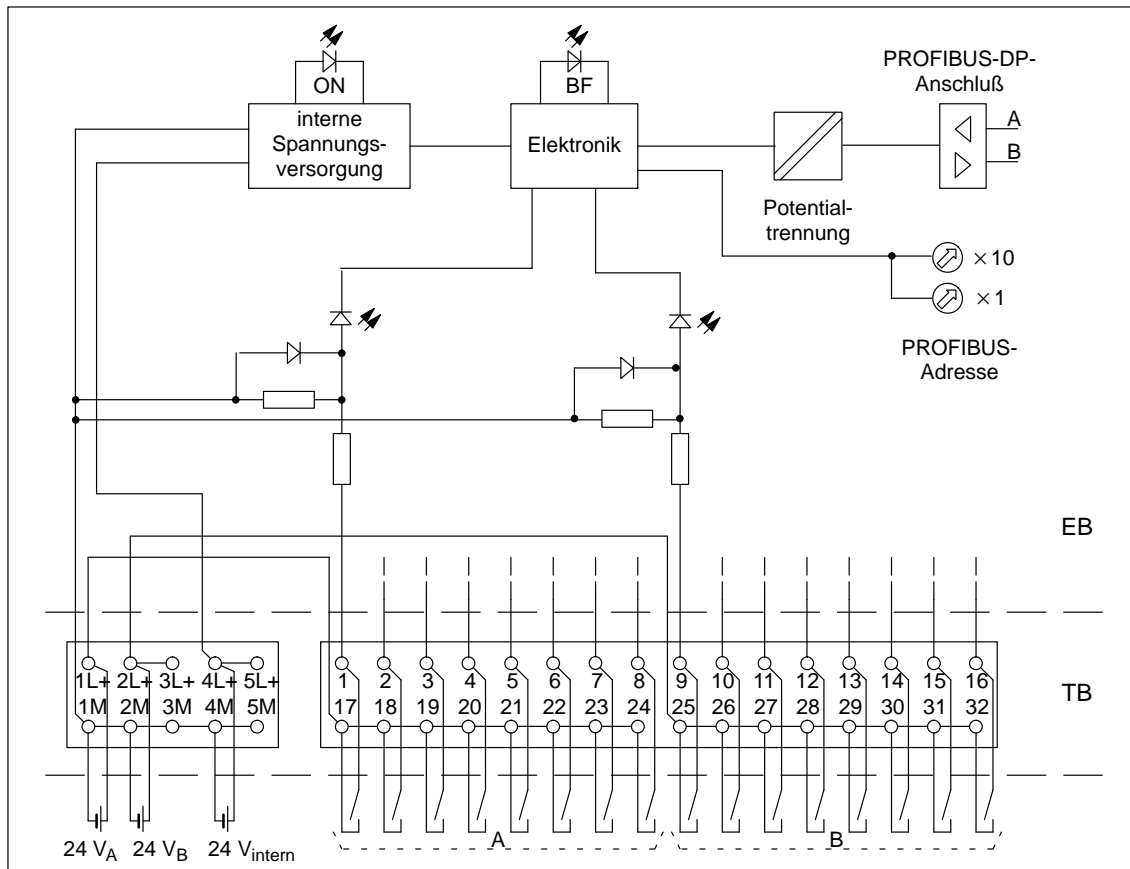 ON
BF
PROFIBUS-DP-
Anschluß
interne
Spannungs-
versorgung
Elektronik
A
B
Potential-
trennung
×10
×1
PROFIBUS-
Adresse
EB
1L+ 2L+ 3L+ 4L+ 5L+
1M 2M 3M 4M 5M
1 2 3 4 5 6 7 8 9 10 11 12 13 14 15 16
17 18 19 20 21 22 23 24 25 26 27 28 29 30 31 32
TB
A B
24 VA 24 VB 24 Vintern